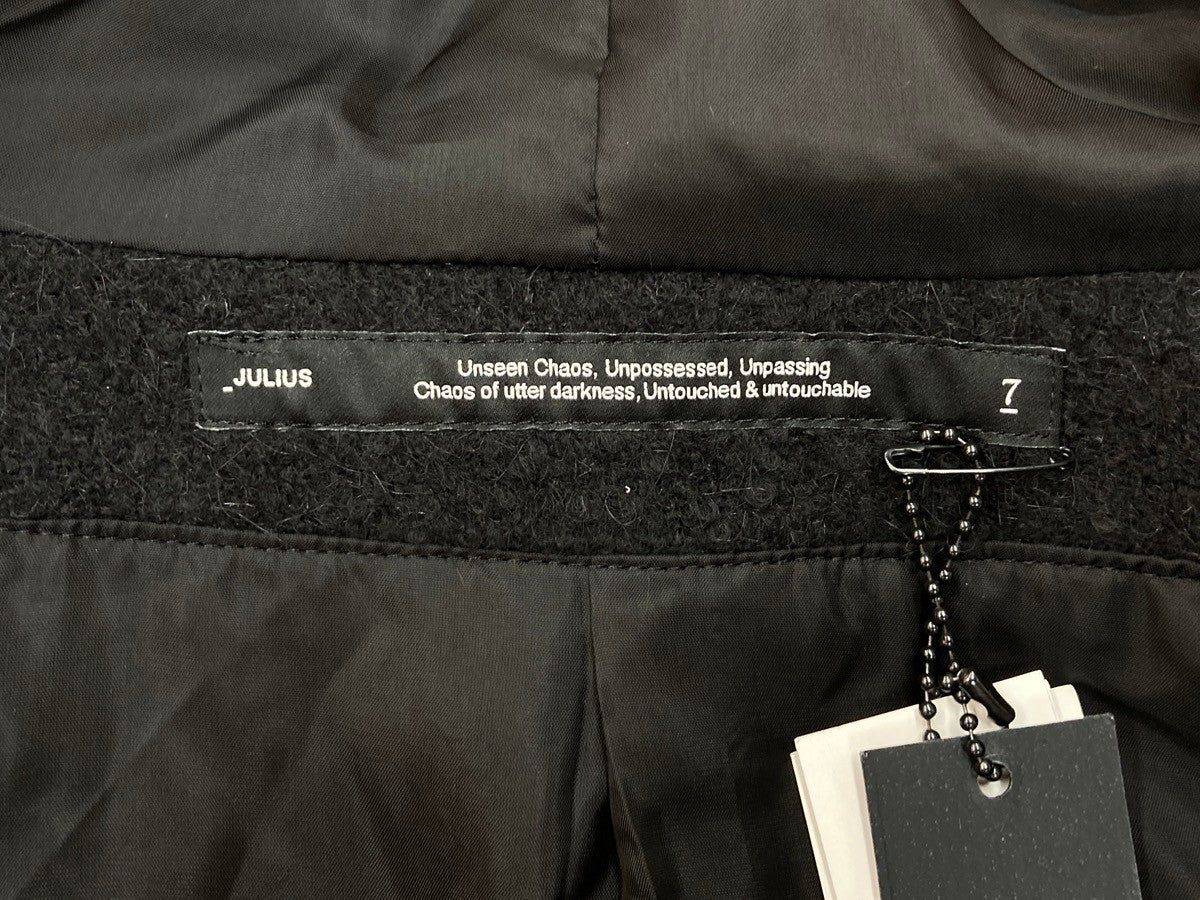 _JULIUS
Unseen Chaos, Unpossessed, Unpassing
Chaos of utter darkness, Untouched & untouchable
7